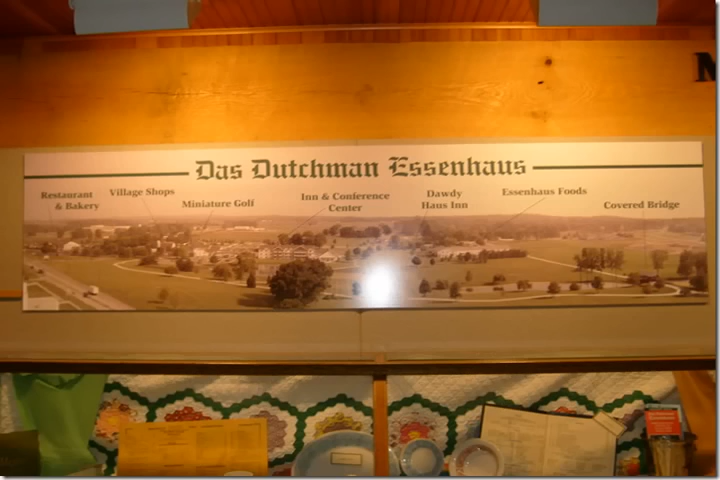 Das Dutchman Essenhaus
Restaurant
& Bakery
Village Shops
Miniature Golf
Inn & Conference
Center
Dawdy
Haus Inn
Essenhaus Foods
Covered Bridge